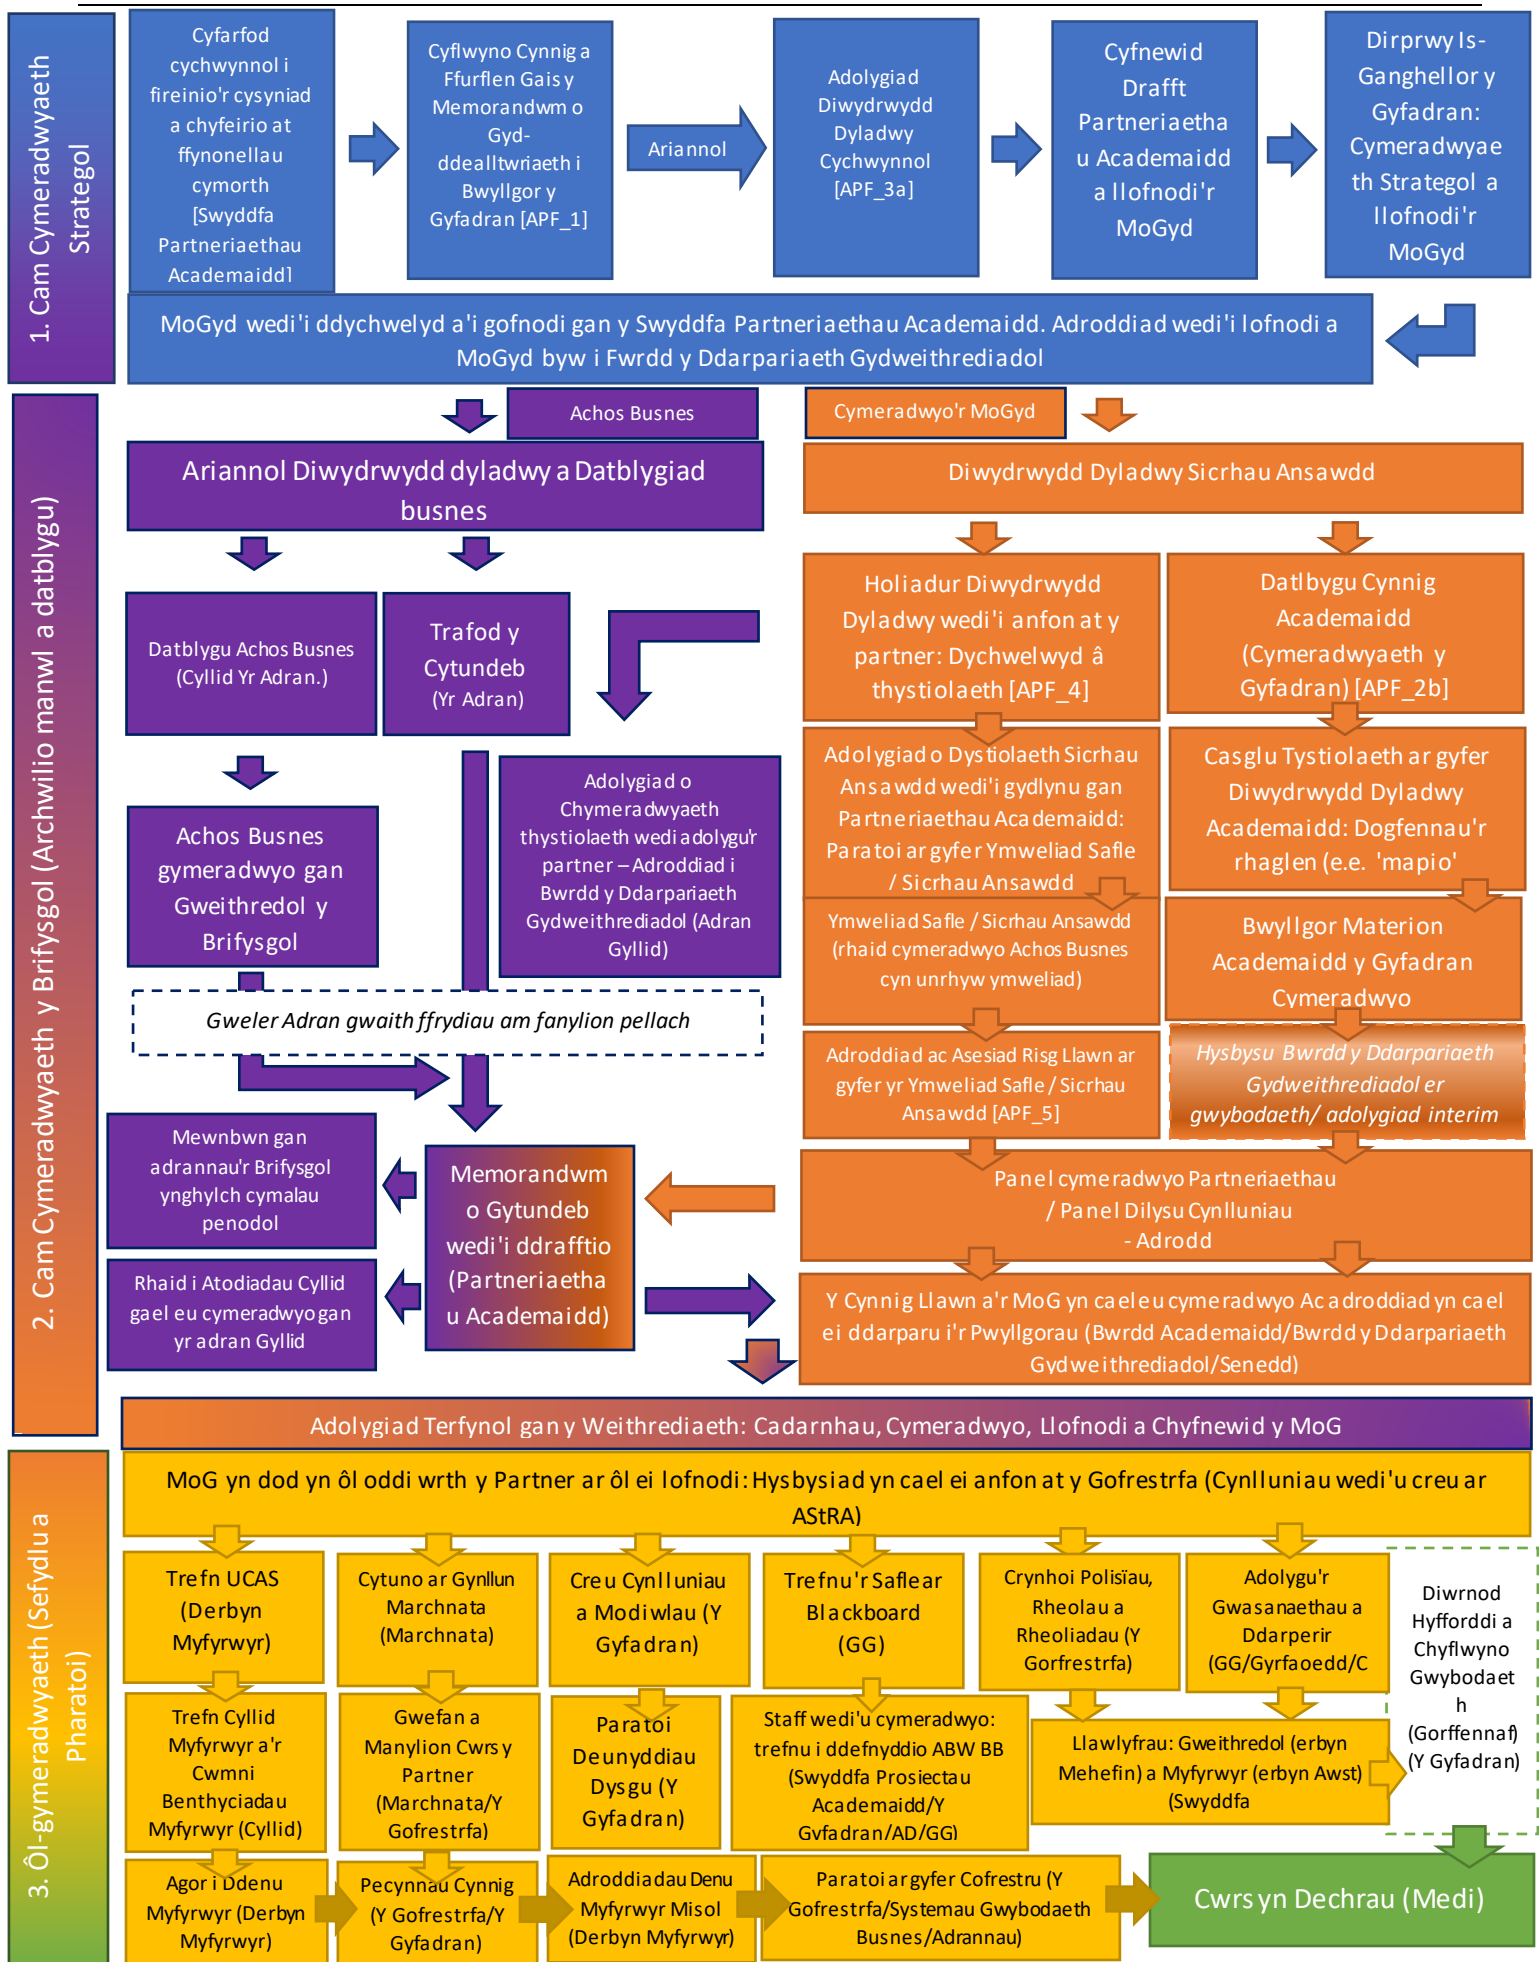 1. Cam Cymeradwyaeth
Strategol
Cyfarfod
cychwynnol i
fireinio'r cysyniad
a chyfeirio at
ffynonellau
cymorth
[Swyddfa
Partneriaethau
Academaidd]
Cyflwyno Cynnig a
Ffurflen Gais y
Memorandwm o
Gyd-
ddealltwriaeth i
Bwyllgor y
Gyfadran [APF_1]
Ariannol
Adolygiad
Diwydrwydd
Dyladwy
Cychwynnol
[APF_3a]
Cyfnewid
Drafft
Partneriaetha
u Academaidd
a llofnodi'r
MoGyd
Dirprwy Is-
Ganghellor y
Gyfadran:
Cymeradwyae
th Strategol a
llofnodi'r
MoGyd
MoGyd wedi'i ddychwelyd a'i gofnodi gan y Swyddfa Partneriaethau Academaidd. Adroddiad wedi'i lofnodi a
MoGyd byw i Fwrdd y Ddarpariaeth Gydweithrediadol
2. Cam Cymeradwyaeth y Brifysgol (Archwilio manwl a datblygu)
Achos Busnes
Cymeradwyo'r MoGyd
Ariannol Diwydrwydd dyladwy a Datblygiad
busnes
Diwydrwydd Dyladwy Sicrhau Ansawdd
Datblygu Achos Busnes
(Cyllid Yr Adran.)
Trafod y
Cytundeb
(Yr Adran)
Holiadur Diwydrwydd
Dyladwy wedi'i anfon at y
partner: Dychwelwyd â
thystiolaeth [APF_4]
Datlbygu Cynnig
Academaidd
(Cymeradwyaeth y
Gyfadran) [APF_2b]
Achos Busnes
gymeradwyo gan
Gweithredol y
Brifysgol
Adolygiad o
Chymeradwyaeth
thystiolaeth wedi adolygu'r
partner – Adroddiad i
Bwrdd y Ddarpariaeth
Gydweithrediadol (Adran
Gyllid)
Adolygiad o Dystiolaeth Sicrhau
Ansawdd wedi'i gydlynu gan
Partneriaethau Academaidd:
Paratoi ar gyfer Ymweliad Safle
/ Sicrhau Ansawdd
Casglu Tystiolaeth ar gyfer
Diwydrwydd Dyladwy
Academaidd: Dogfennau'r
rhaglen (e.e. 'mapio'
Ymweliad Safle / Sicrhau Ansawdd
(rhaid cymeradwyo Achos Busnes
cyn unrhyw ymweliad)
Bwyllgor Materion
Academaidd y Gyfadran
Cymeradwyo
Gweler Adran gwaith ffrydiau am fanylion pellach
Adroddiad ac Asesiad Risg Llawn ar
gyfer yr Ymweliad Safle / Sicrhau
Ansawdd [APF_5]
Hysbysu Bwrdd y Ddarpariaeth
Gydweithrediadol er
gwybodaeth/ adolygiad interim
Mewnbwn gan
adrannau'r Brifysgol
ynghylch cymalau
penodol
Rhaid i Atodiadau Cyllid
gael eu cymeradwyo gan
yr adran Gyllid
Memorandwm
o Gytundeb
wedi'i ddrafftio
(Partneriaetha
u Academaidd)
Panel cymeradwyo Partneriaethau
/ Panel Dilysu Cynlluniau
- Adrodd
Y Cynnig Llawn a'r MoG yn cael eu cymeradwyo Ac adroddiad yn cael
ei ddarparu i'r Pwyllgorau (Bwrdd Academaidd/Bwrdd y Ddarpariaeth
Gydweithrediadol/Senedd)
Adolygiad Terfynol gan y Weithrediaeth: Cadarnhau, Cymeradwyo, Llofnodi a Chyfnewid y MoG
3. Ôl-gymeradwyaeth (Sefydlu a
Pharatoi)
MoG yn dod yn ôl oddi wrth y Partner ar ôl ei lofnodi: Hysbysiad yn cael ei anfon at y Gofrestrfa (Cynlluniau wedi'u creu ar
AStRA)
Trefn UCAS
(Derbyn
Myfyrwyr)
Cytuno ar Gynllun
Marchnata
(Marchnata)
Creu Cynlluniau
a Modiwlau (Y
Gyfadran)
Trefnu'r Safle ar
Blackboard
(GG)
Crynhoi Polisïau,
Rheolau a
Rheoliadau (Y
Gorfrestrfa)
Adolygu'r
Gwasanaethau a
Ddarperir
(GG/Gyrfaoedd/C
Diwrnod
Hyfforddi a
Chyflwyno
Gwybodaet
h
(Gorffennaf)
(Y Gyfadran)
Trefn Cyllid
Myfyrwyr a'r
Cwmni
Benthyciadau
Myfyrwyr (Cyllid)
Gwefan a
Manylion Cwrs y
Partner
(Marchnata/Y
Gofrestrfa)
Paratoi
Deunyddiau
Dysgu (Y
Gyfadran)
Staff wedi'u cymeradwyo:
trefnu i ddefnyddio ABW BB
(Swyddfa Prosiectau
Academaidd/Y
Gyfadran/AD/GG)
Llawlyfrau: Gweithredol (erbyn
Mehefin) a Myfyrwyr (erbyn Awst)
(Swyddfa
Agor i Ddenu
Myfyrwyr (Derbyn
Myfyrwyr)
Pecynnau Cynnig
(Y Gofrestrfa/Y
Gyfadran)
Adroddiadau Denu
Myfyrwyr Misol
(Derbyn Myfyrwyr)
Paratoi ar gyfer Cofrestru (Y
Gofrestrfa/Systemau Gwybodaeth
Busnes/Adrannau)
Cwrs yn Dechrau (Medi)